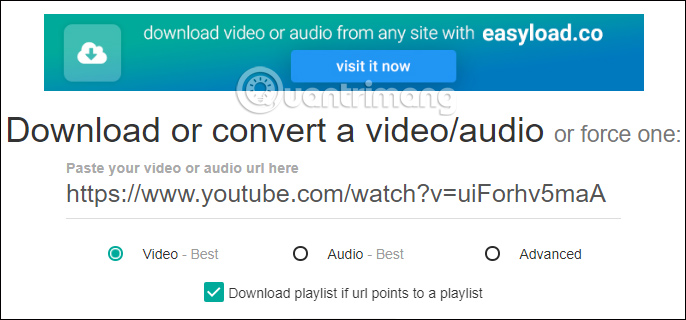 download video or audio from any site with easyload.co
visit it now
Quantrimang
Download or convert a video/audio or force one:
Paste your video or audio url here
https://www.youtube.com/watch?v=uiForhv5maA
Video - Best Audio - Best Advanced
Download playlist if url points to a playlist